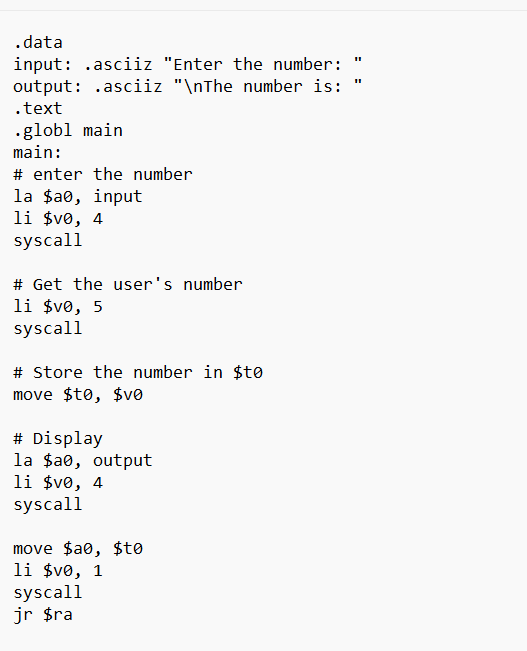 .data
input: .asciiz "Enter the number: "
output: .asciiz "\nThe number is: "
.text
.globl main
main:
# enter the number
la $a0, input
li $v0, 4
syscall
# Get the user's number
li $v0, 5
syscall
# Store the number in $t0
move $t0, $v0
# Display
la $a0, output
li $v0, 4
syscall
move $a0, $t0
li $v0, 1
syscall
jr $ra